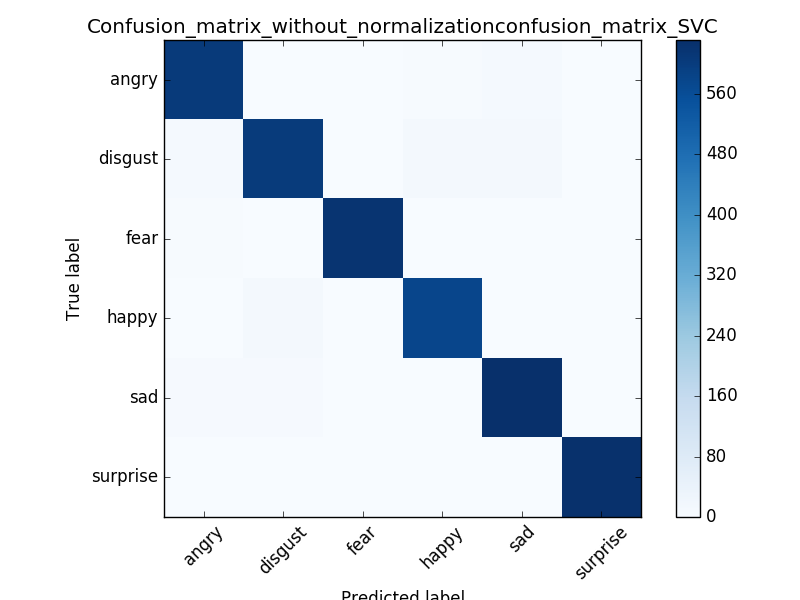 Confusion_matrix_without_normalizationconfusion_matrix_SVC
True label
angry
disgust
fear
happy
sad
surprise
angry
disgust
fear
happy
sad
surprise
Predicted label
560
480
400
320
240
160
80
0